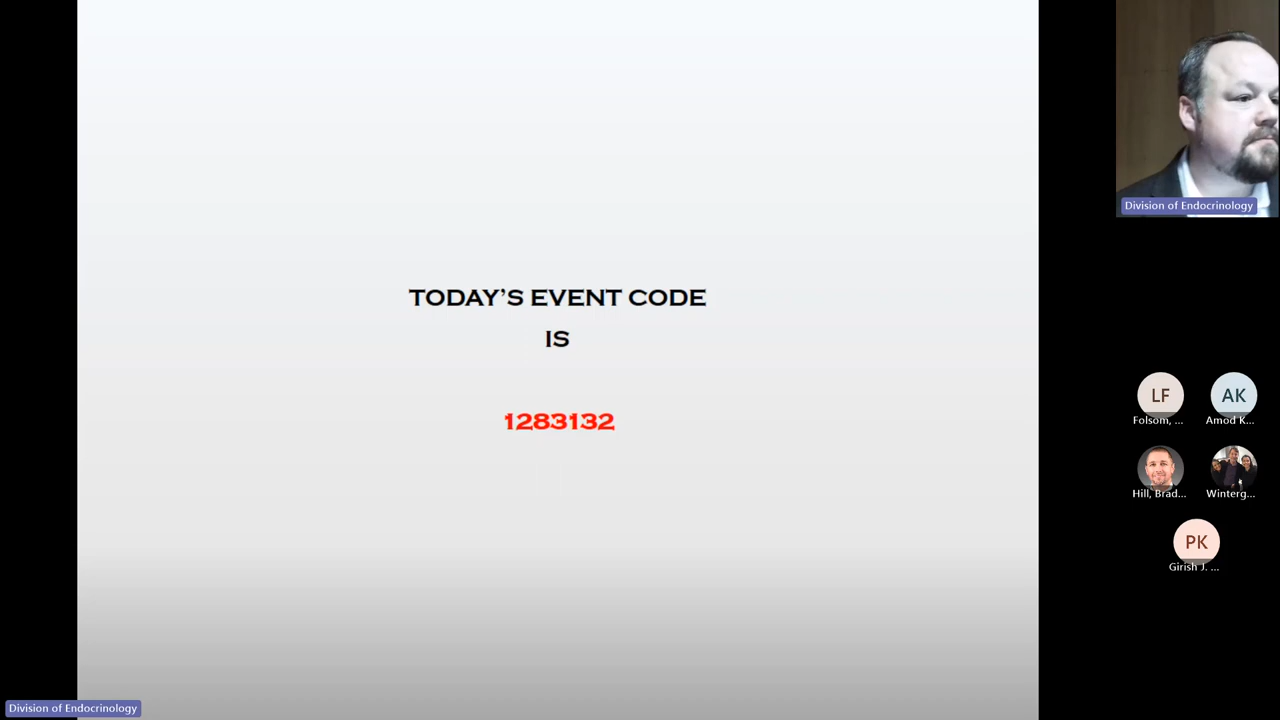 TODAY'S EVENT CODE
IS
1283132
Division of Endocrinology
LF
AK
Folsom, ...
Amod K...
Hill, Brad...
Winterg...
PK
Girish J. ...
Division of Endocrinology